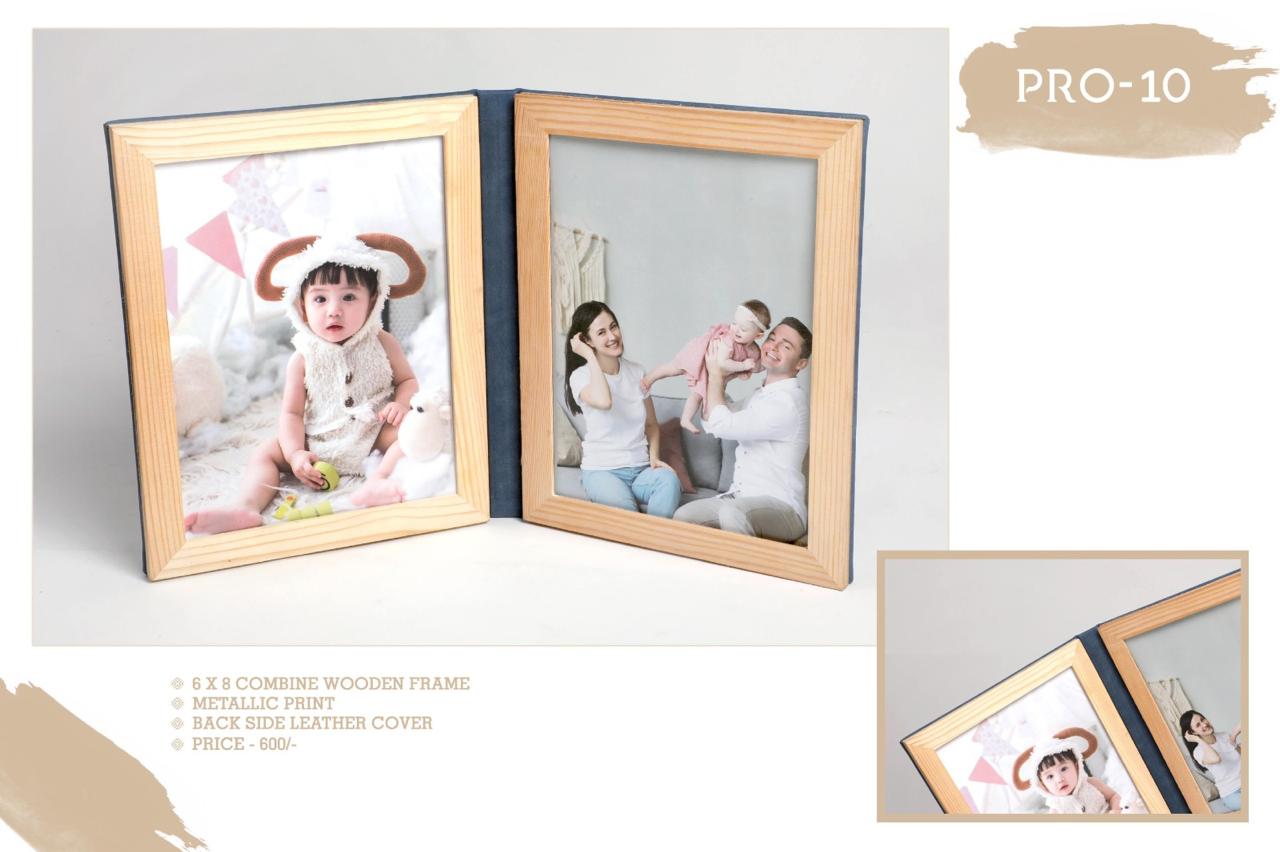 PRO-10
6 X 8 COMBINE WOODEN FRAME
METALLIC PRINT
BACK SIDE LEATHER COVER
PRICE - 600/-